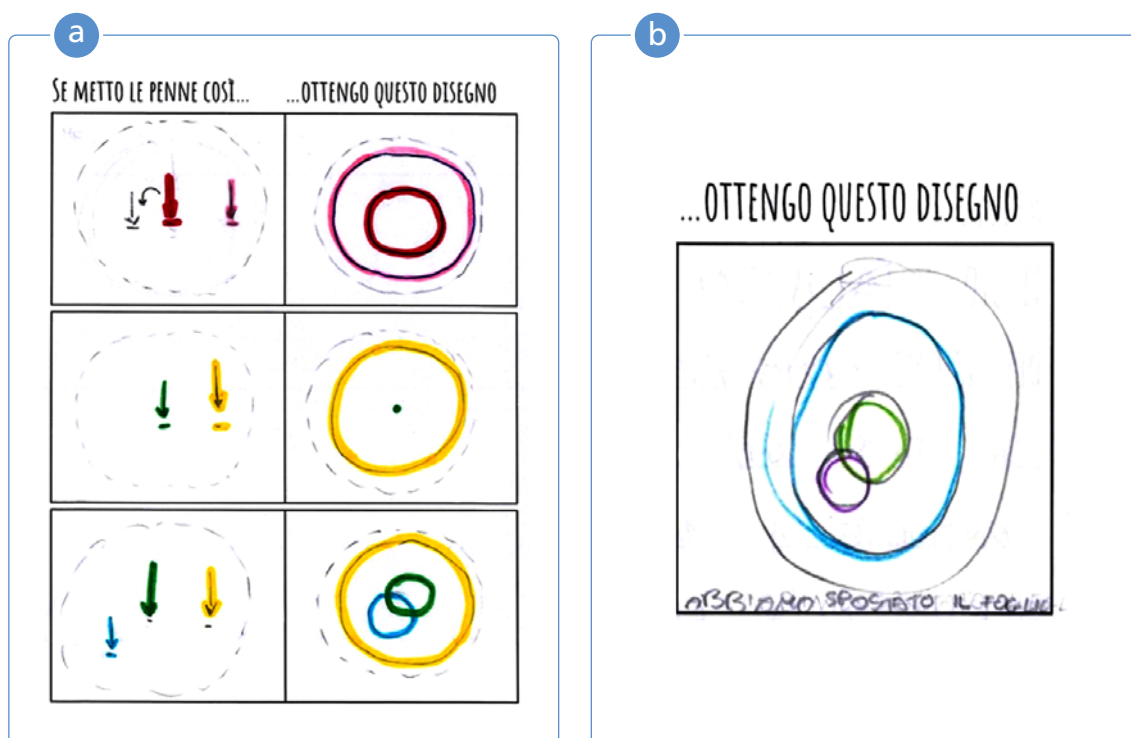 a
SE METTO LE PENNE COSÌ...
...OTTENGO QUESTO DISEGNO
b
...OTTENGO QUESTO DISEGNO
ABBIAMO SPOSTATO IL FOGLIO